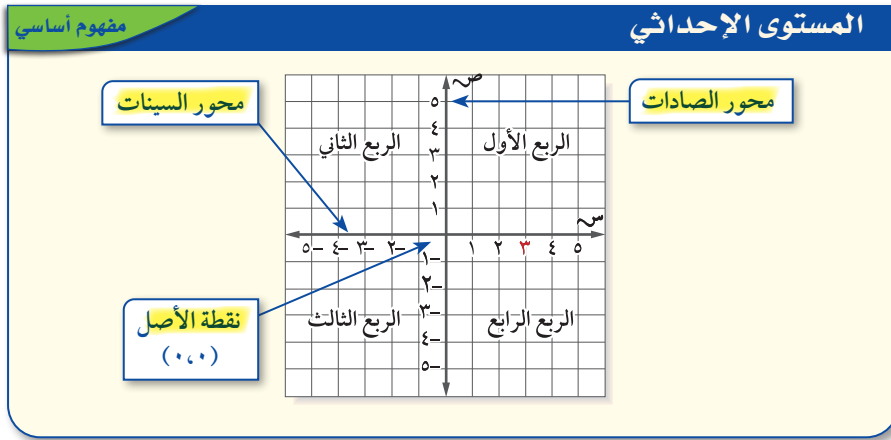 المستوى الإحداثي
مفهوم أساسي
محور الصادات
محور السينات
ص
٥
٤
٣
٢
١
الربع الأول
الربع الثاني
س
–٥ –٤ –٣ –٢ ١ ٢ ٣ ٤ ٥
–١
–٢
–٣
–٤
–٥
الربع الرابع
الربع الثالث
نقطة الأصل
(٠،٠)